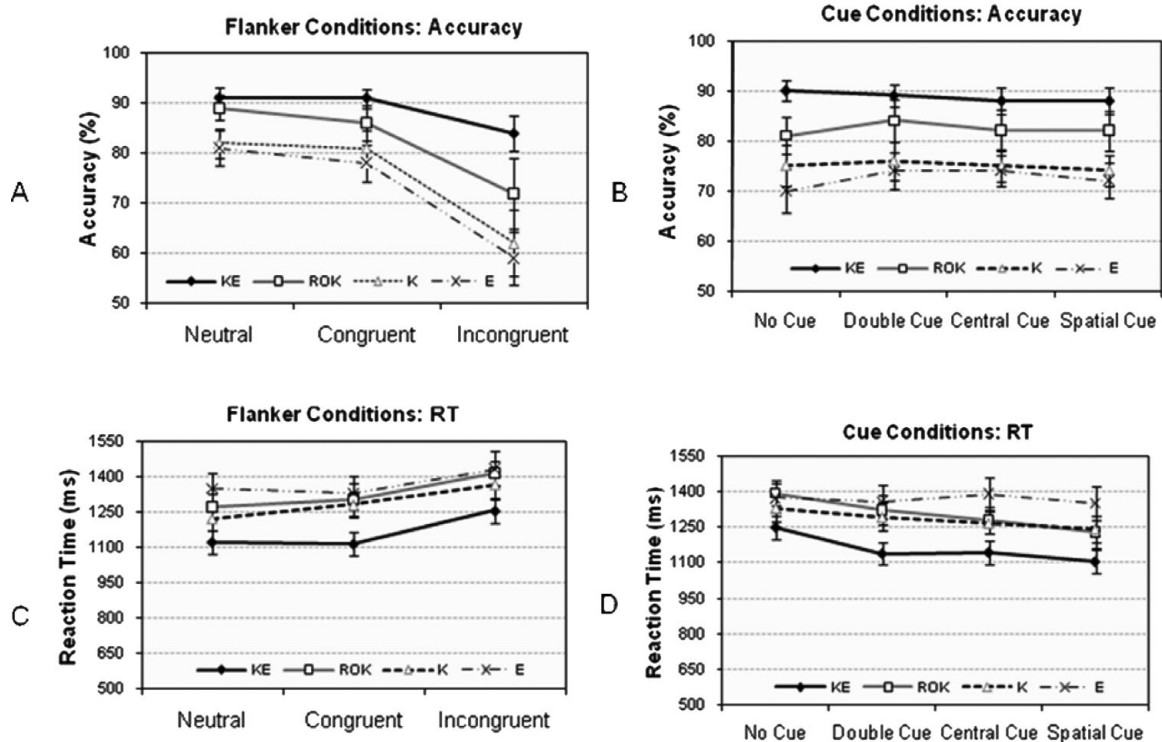 Flanker Conditions: Accuracy
A
Accuracy (%)
100
90
80
70
60
50
KE ROK K E
Neutral Congruent Incongruent
Cue Conditions: Accuracy
B
Accuracy (%)
100
90
80
70
60
50
KE ROK K E
No Cue Double Cue Central Cue Spatial Cue
Flanker Conditions: RT
C
Reaction Time (ms)
1550
1400
1250
1100
950
800
650
500
KE ROK K E
Neutral Congruent Incongruent
Cue Conditions: RT
D
Reaction Time (ms)
1550
1400
1250
1100
950
800
650
500
KE ROK K E
No Cue Double Cue Central Cue Spatial Cue